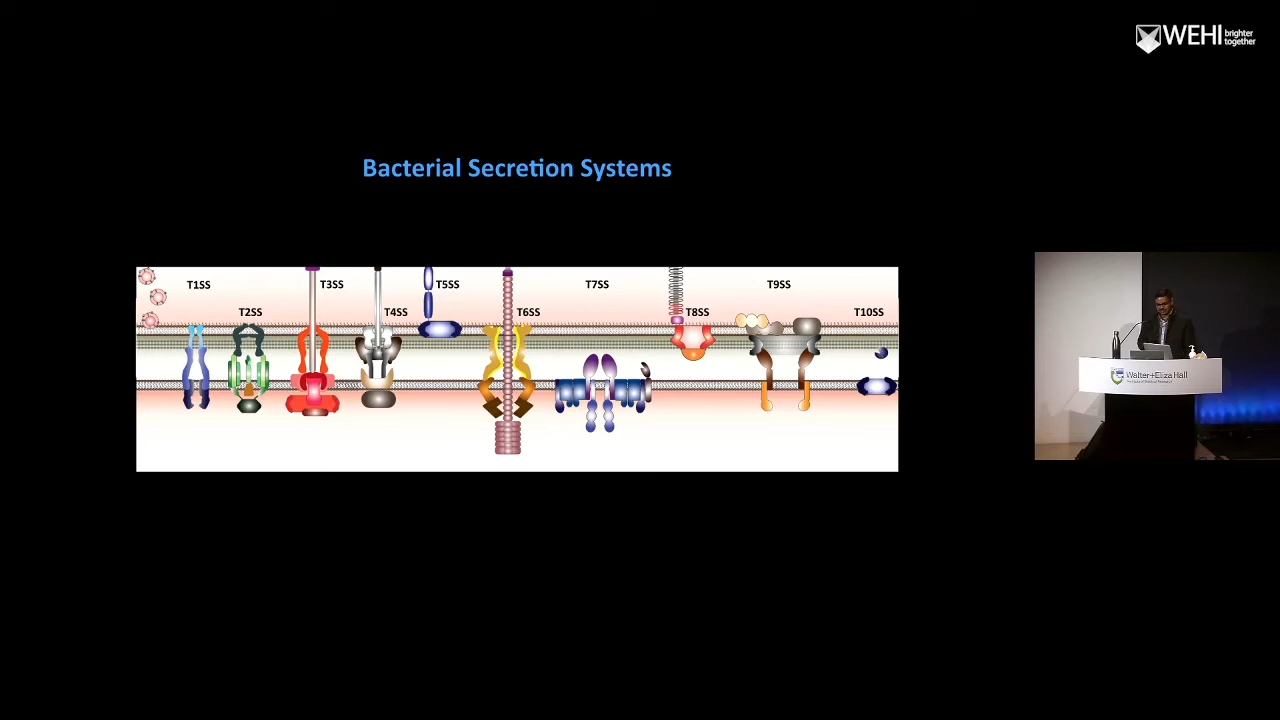 WEHI brighter together
Bacterial Secretion Systems
T1SS
T2SS
T3SS
T4SS
T5SS
T6SS
T7SS
T8SS
T9SS
T10SS
Walter+Eliza Hall